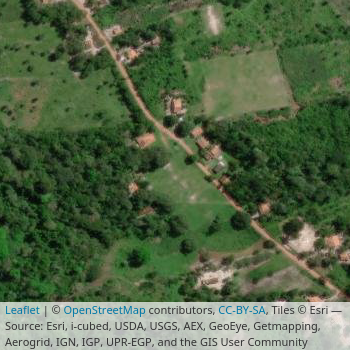 Leaflet | © OpenStreetMap contributors, CC-BY-SA, Tiles © Esri —
Source: Esri, i-cubed, USDA, USGS, AEX, GeoEye, Getmapping,
Aerogrid, IGN, IGP, UPR-EGP, and the GIS User Community